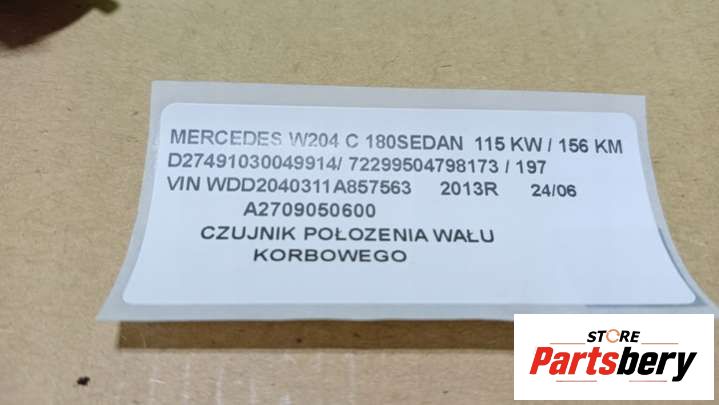 MERCEDES W204 C 180SEDAN 115 KW / 156 KM
D27491030049914/ 72299504798173 / 197
VIN WDD2040311A857563 2013R 24/06
A2709050600
CZUJNIK POŁOZENIA WAŁU
KORBOWEGO
STORE
Partsbery